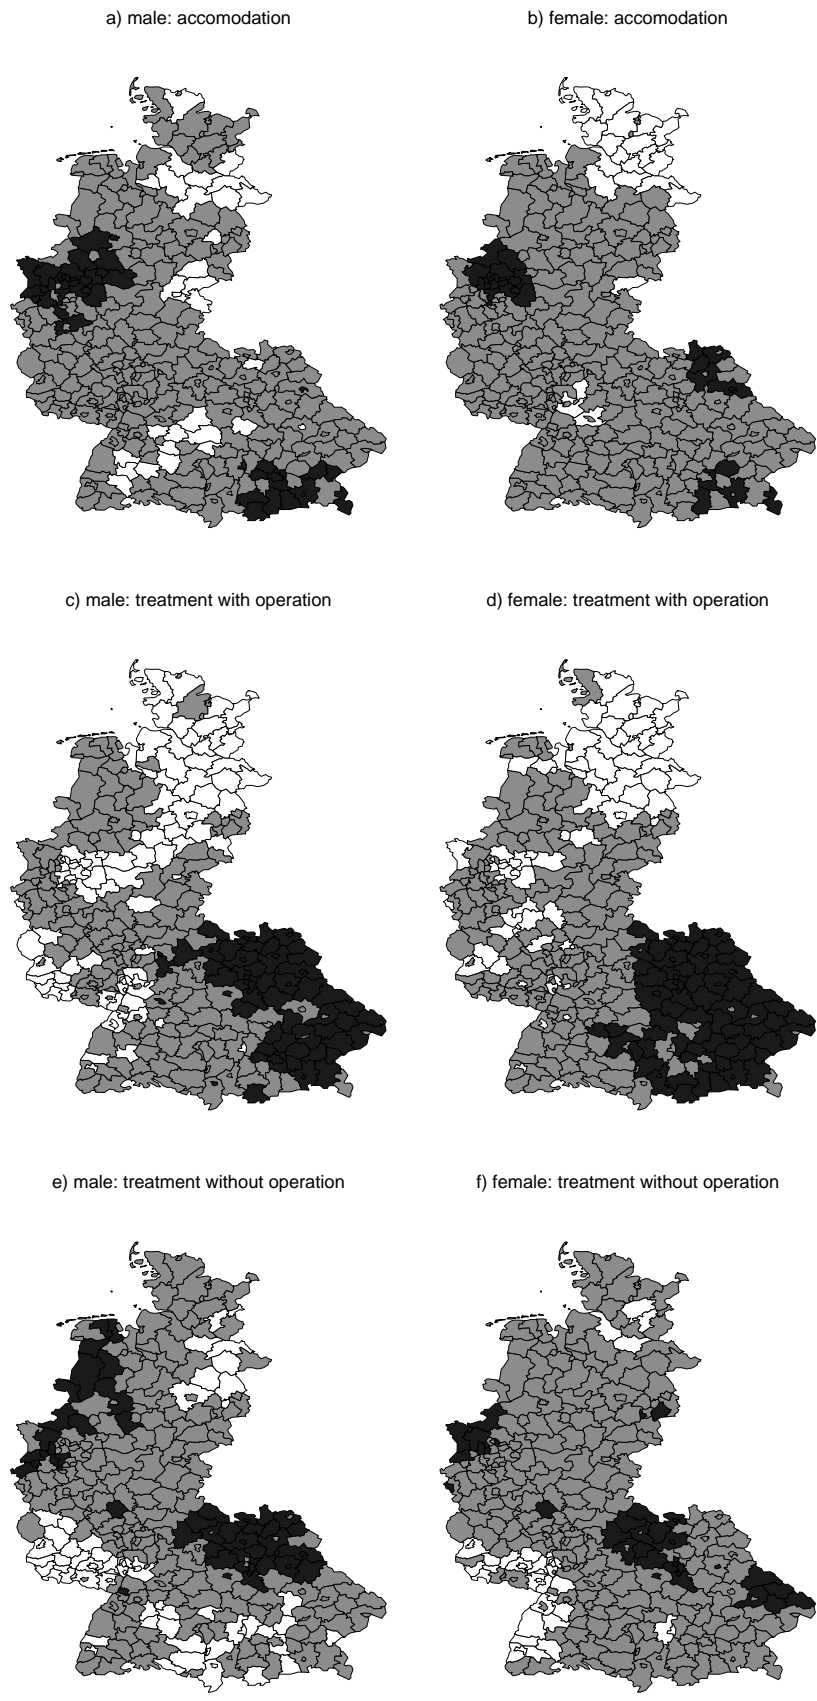 a) male: accomodation
b) female: accomodation
c) male: treatment with operation
d) female: treatment with operation
e) male: treatment without operation
f) female: treatment without operation